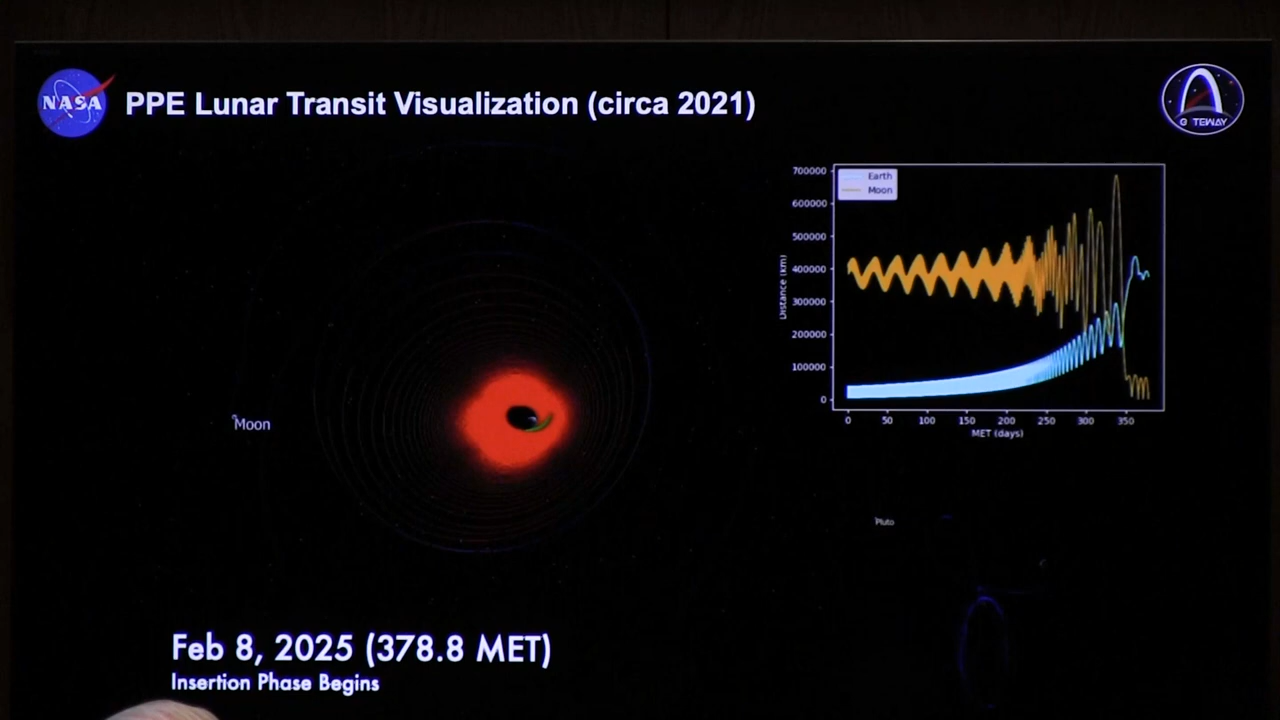 NASA
PPE Lunar Transit Visualization (circa 2021)
G TEWAY
700000
600000
500000
400000
300000
200000
100000
0
Distance (km)
Earth
Moon
0 50 100 150 200 250 300 350
MET (days)
Moon
Pluto
Feb 8, 2025 (378.8 MET)
Insertion Phase Begins